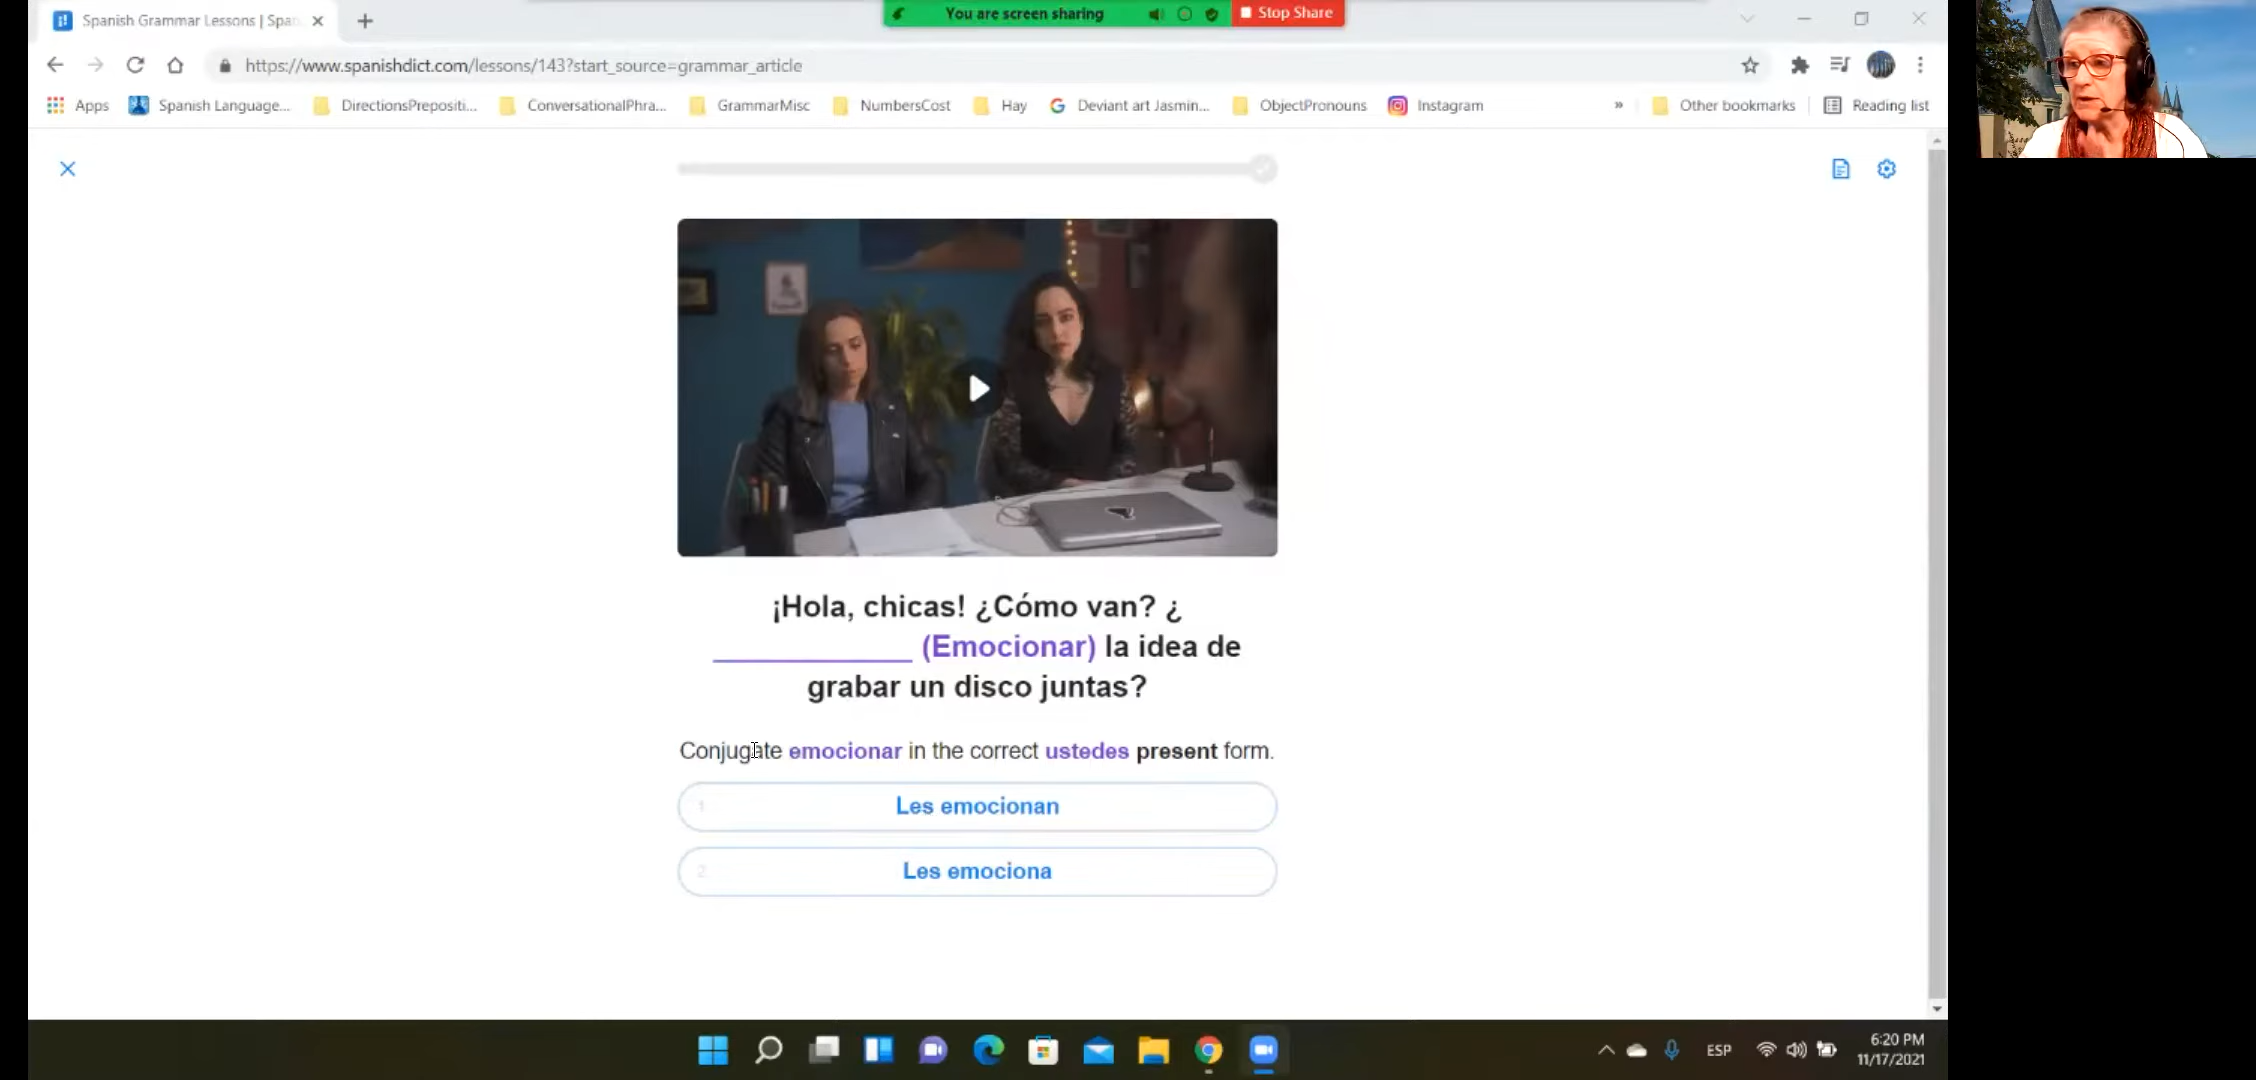 Spanish Grammar Lessons | Span
You are screen sharing
Stop Share
https://www.spanishdict.com/lessons/143?start_source=grammar_article
Apps
Spanish Language...
DirectionsPrepositi...
ConversationalPhra...
GrammarMisc
NumbersCost
Hay
Deviant art Jasmin...
ObjectPronouns
Instagram
»
Other bookmarks
Reading list
¡Hola, chicas! ¿Cómo van? ¿
____________ (Emocionar) la idea de
grabar un disco juntas?
Conjugate emocionar in the correct ustedes present form.
1 Les emocionan
2 Les emociona
ESP
6:20 PM
11/17/2021